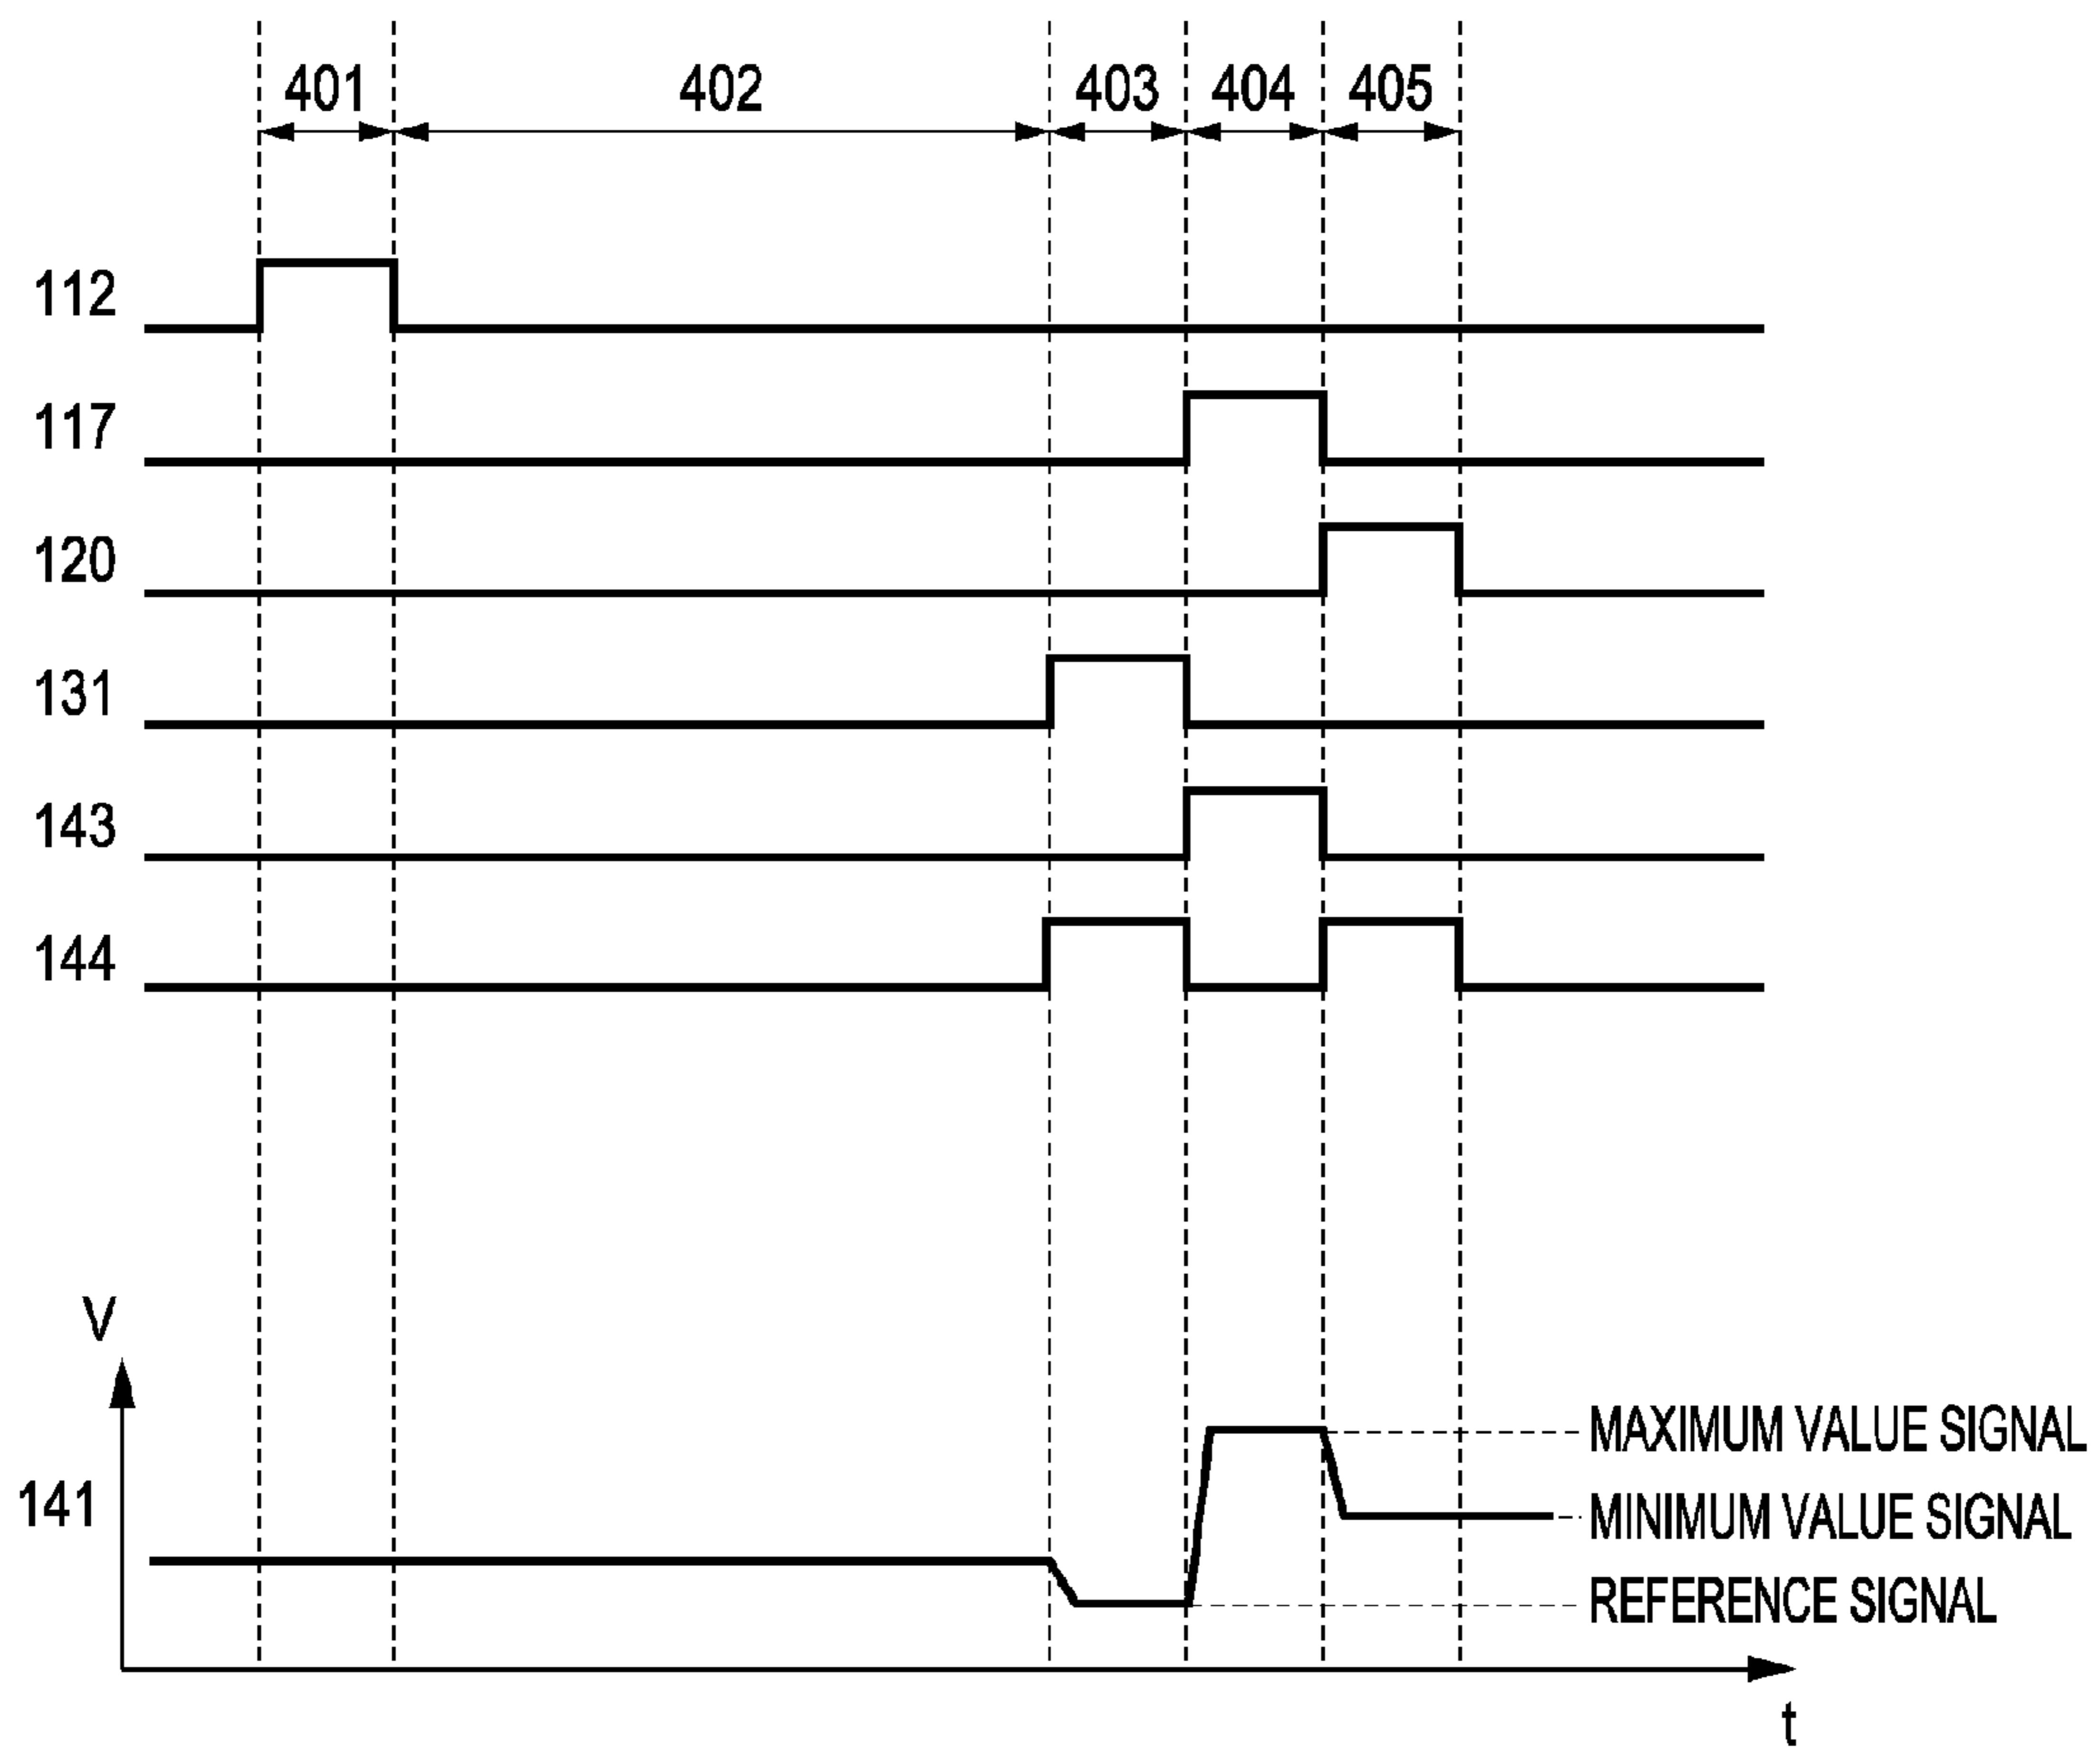 401 402 403 404 405
112
117
120
131
143
144
V
MAXIMUM VALUE SIGNAL
141 MINIMUM VALUE SIGNAL
REFERENCE SIGNAL
t